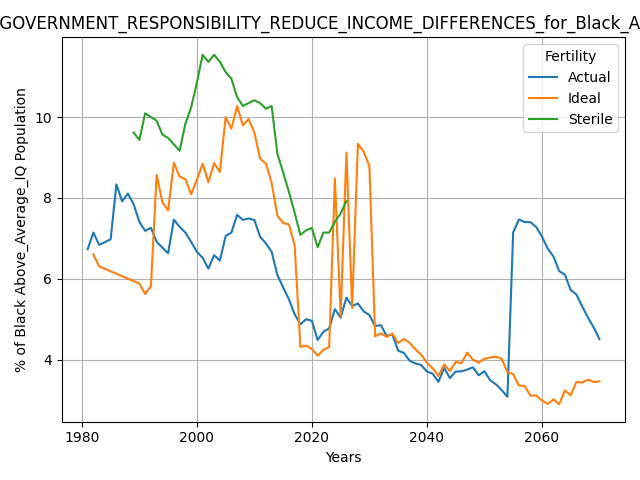 GOVERNMENT_RESPONSIBILITY_REDUCE_INCOME_DIFFERENCES_for_Black_A
% of Black Above_Average_IQ Population
10
8
6
4
Fertility
Actual
Ideal
Sterile
1980 2000 2020 2040 2060
Years